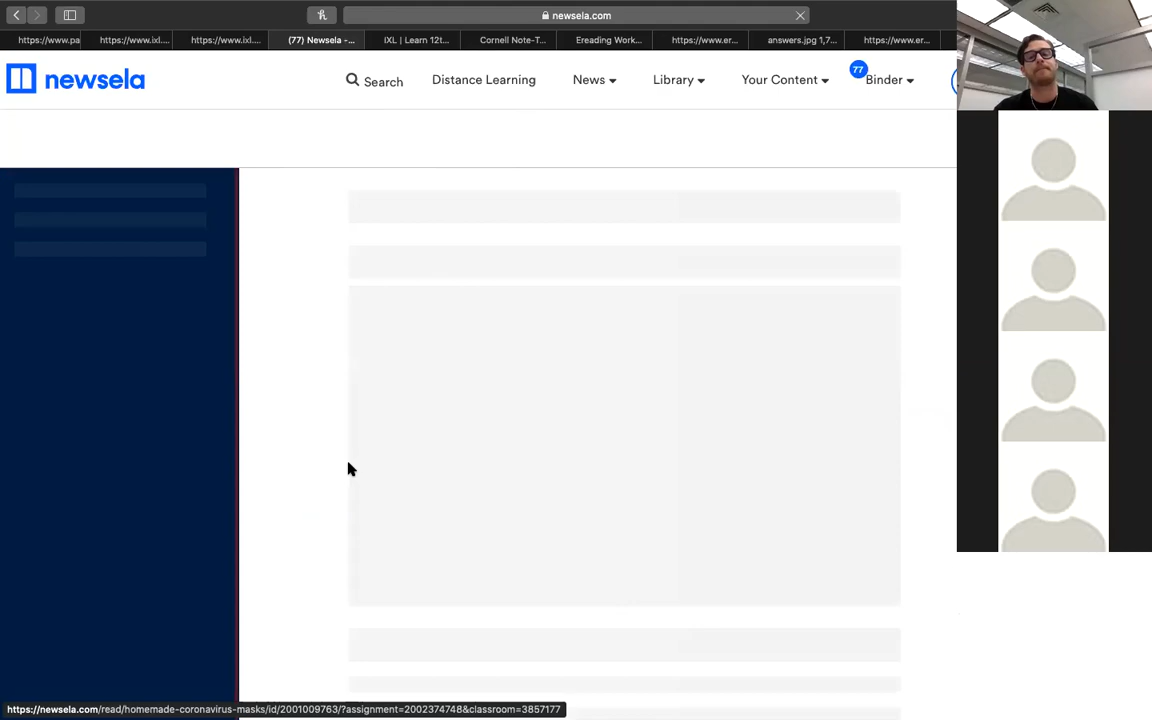 newsela.com
https://www.pa
https://www.ixl....
https://www.ixl....
(77) Newsela -...
IXL | Learn 12t...
Cornell Note-T...
Ereading Work...
https://www.er...
answers.jpg 1,7...
https://www.er...
newsela
Search
Distance Learning
News
Library
Your Content
77
Binder
https://newsela.com/read/homemade-coronavirus-masks/id/2001009763/?assignment=2002374748&classroom=3857177